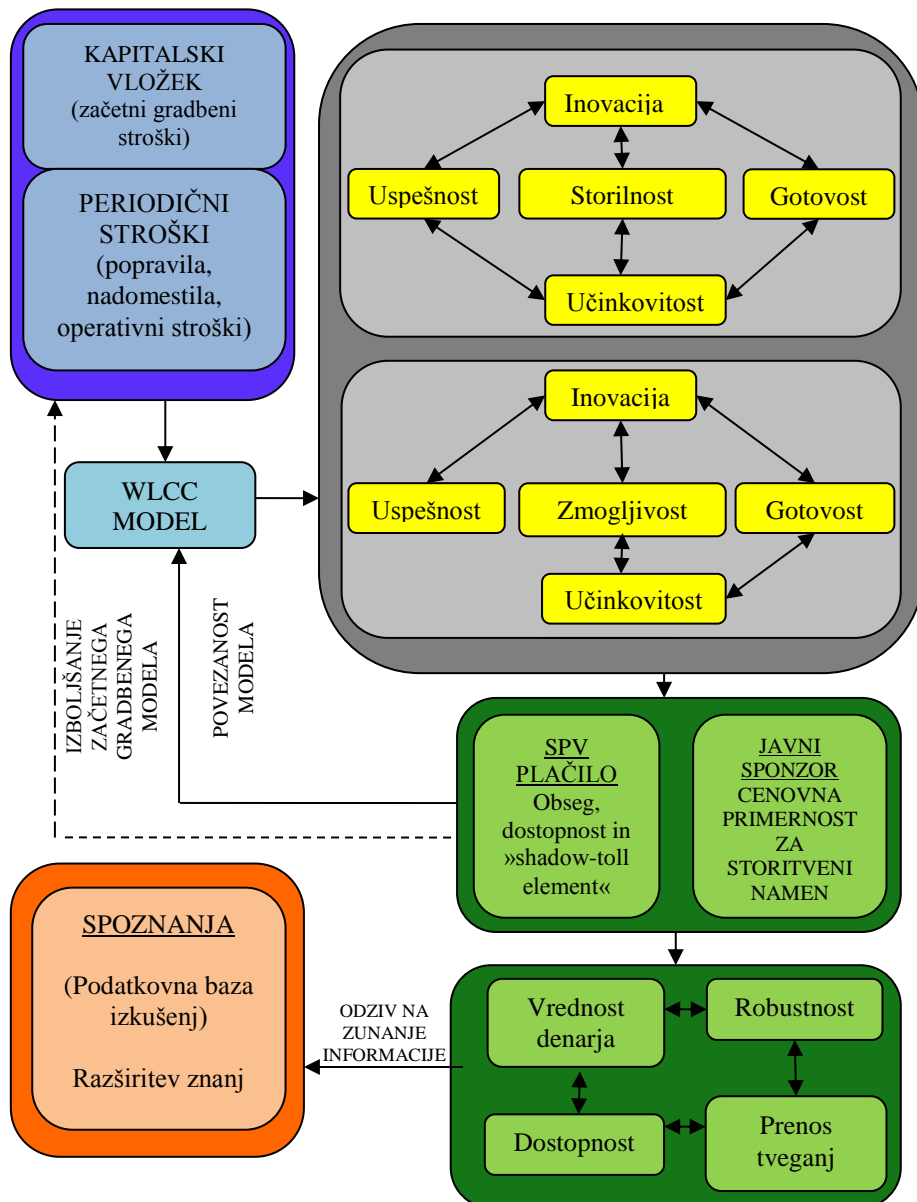 KAPITALSKI
VLOŽEK
(začetni gradbeni
stroški)
PERIODIČNI
STROŠKI
(popravila,
nadomestila,
operativni stroški)
WLCC
MODEL
Inovacija
Uspešnost
Storilnost
Gotovost
Učinkovitost
Inovacija
Uspešnost
Zmogljivost
Gotovost
Učinkovitost
IZBOLJŠANJE
ZAČETNEGA
GRADBENEGA
MODELA
POVEZANOST
MODELA
SPV
PLAČILO
Obseg,
dostopnost in
»shadow-toll
element«
JAVNI
SPONZOR
CENOVNA
PRIMERNOST
ZA
STORITVENI
NAMEN
SPOZNANJA
(Podatkovna baza
izkušenj)
Razširitev znanj
ODZIV NA
ZUNANJE
INFORMACIJE
Vrednost
denarja
Robustnost
Dostopnost
Prenos
tveganj